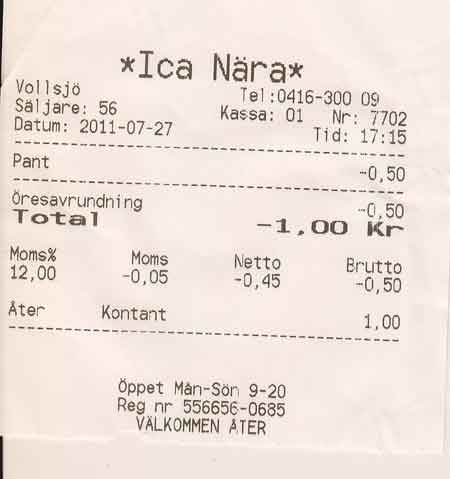 *Ica Nära*
Vollsjö Tel:0416-300 09
Säljare: 56 Kassa: 01 Nr: 7702
Datum: 2011-07-27 Tid: 17:15
Pant -0,50
Öresavrundning -0,50
Total -1,00 Kr
Moms% Moms Netto Brutto
12,00 -0,05 -0,45 -0,50
Åter Kontant 1,00
Öppet Mån-Sön 9-20
Reg nr 556656-0685
VÄLKOMMEN ÅTER